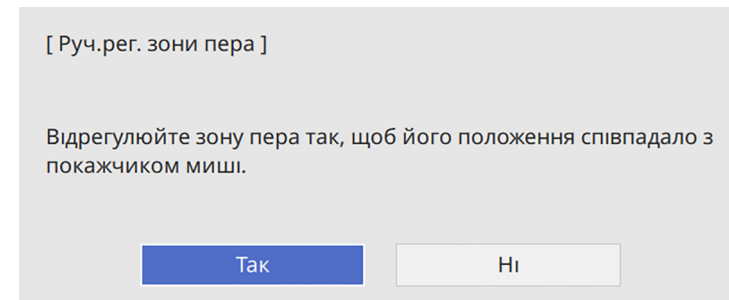 [ Руч.рег. зони пера ]
Відрегулюйте зону пера так, щоб його положення співпадало з
покажчиком миші.
Так
Ні